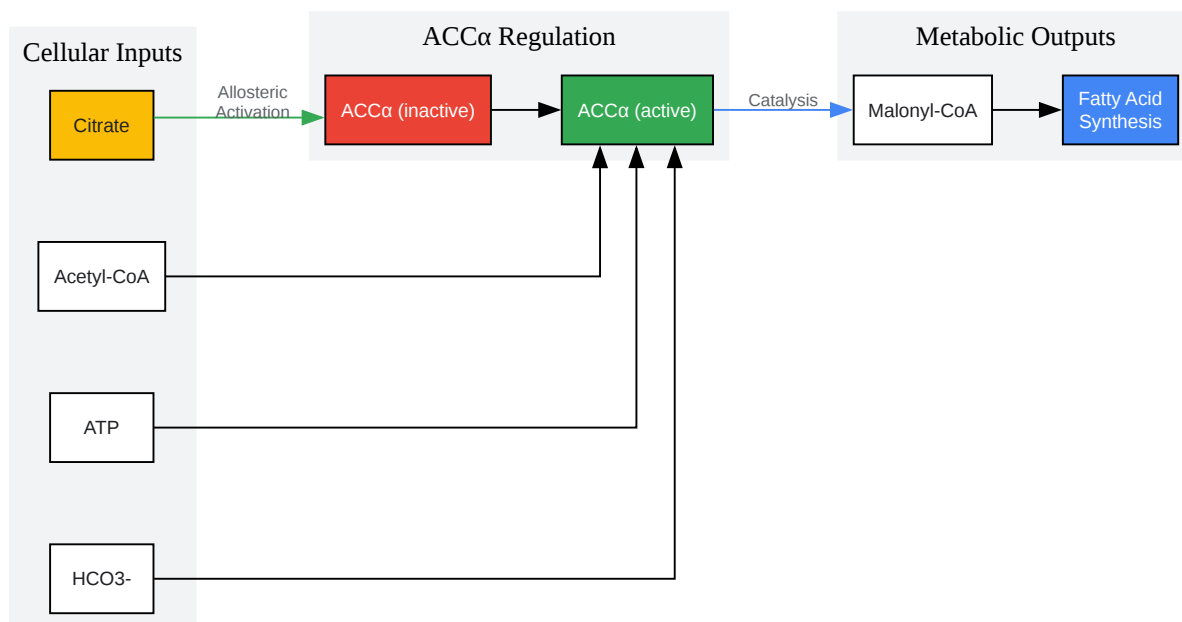 Cellular Inputs
ACCα Regulation
Metabolic Outputs
Citrate
Allosteric
Activation
ACCα (inactive)
ACCα (active)
Catalysis
Malonyl-CoA
Fatty Acid
Synthesis
Acetyl-CoA
ATP
HCO3-